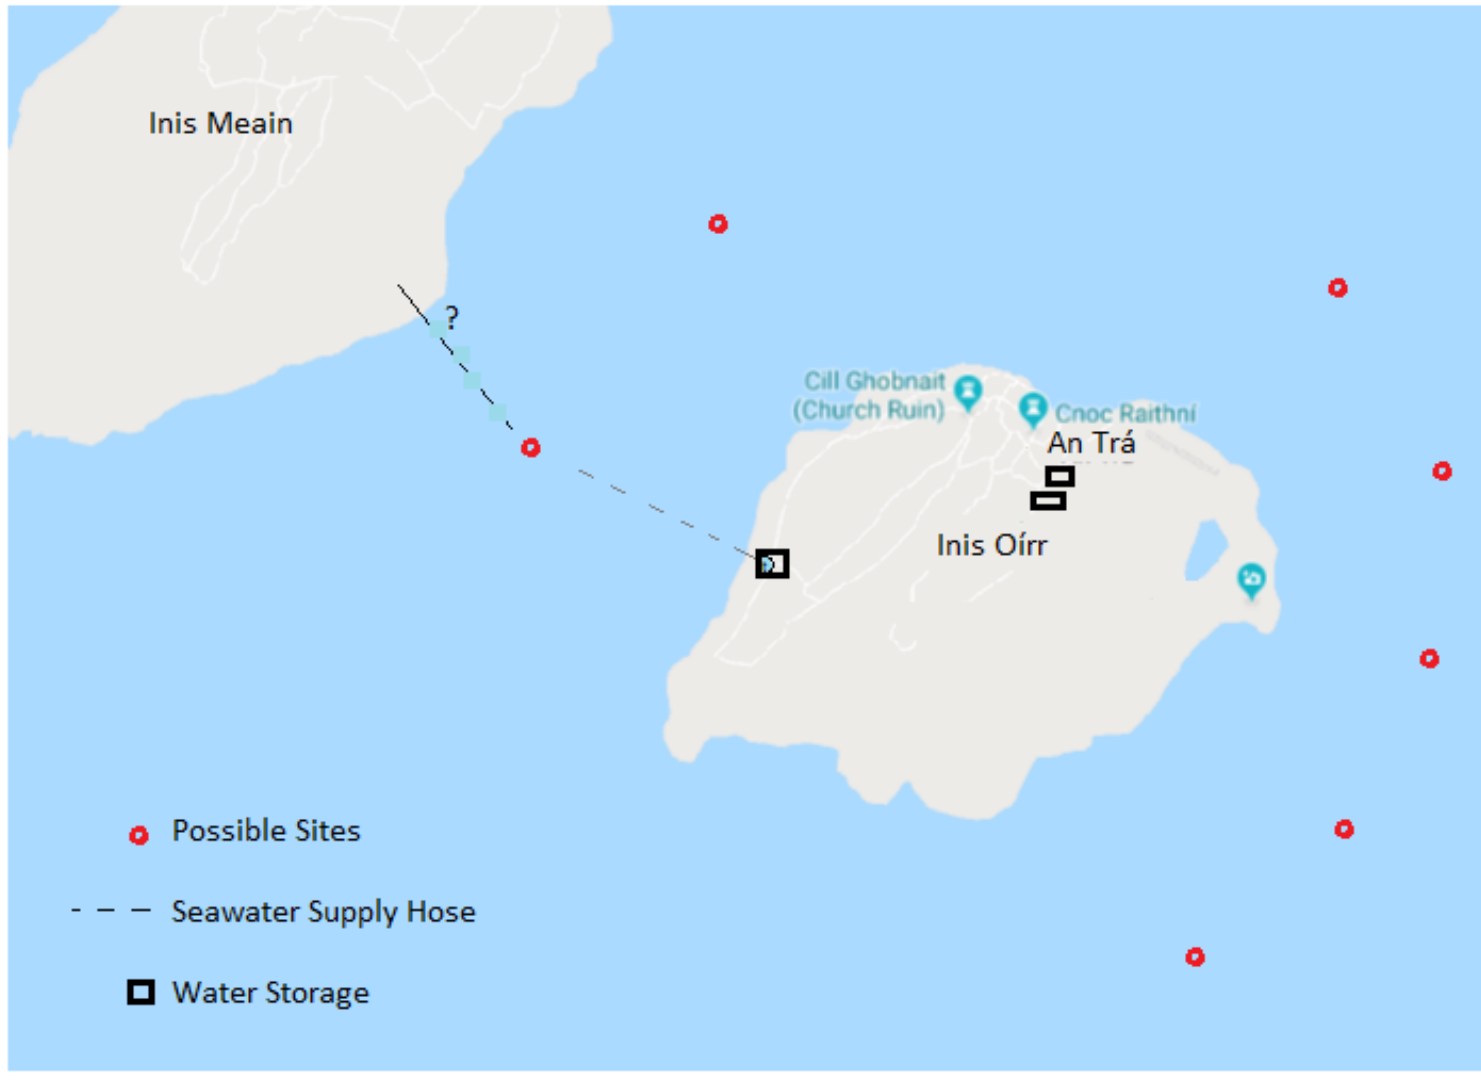 Inis Meain
?
Cill Ghobnait
(Church Ruin)
Cnoc Raithní
An Trá
Inis Oírr
Possible Sites
Seawater Supply Hose
Water Storage